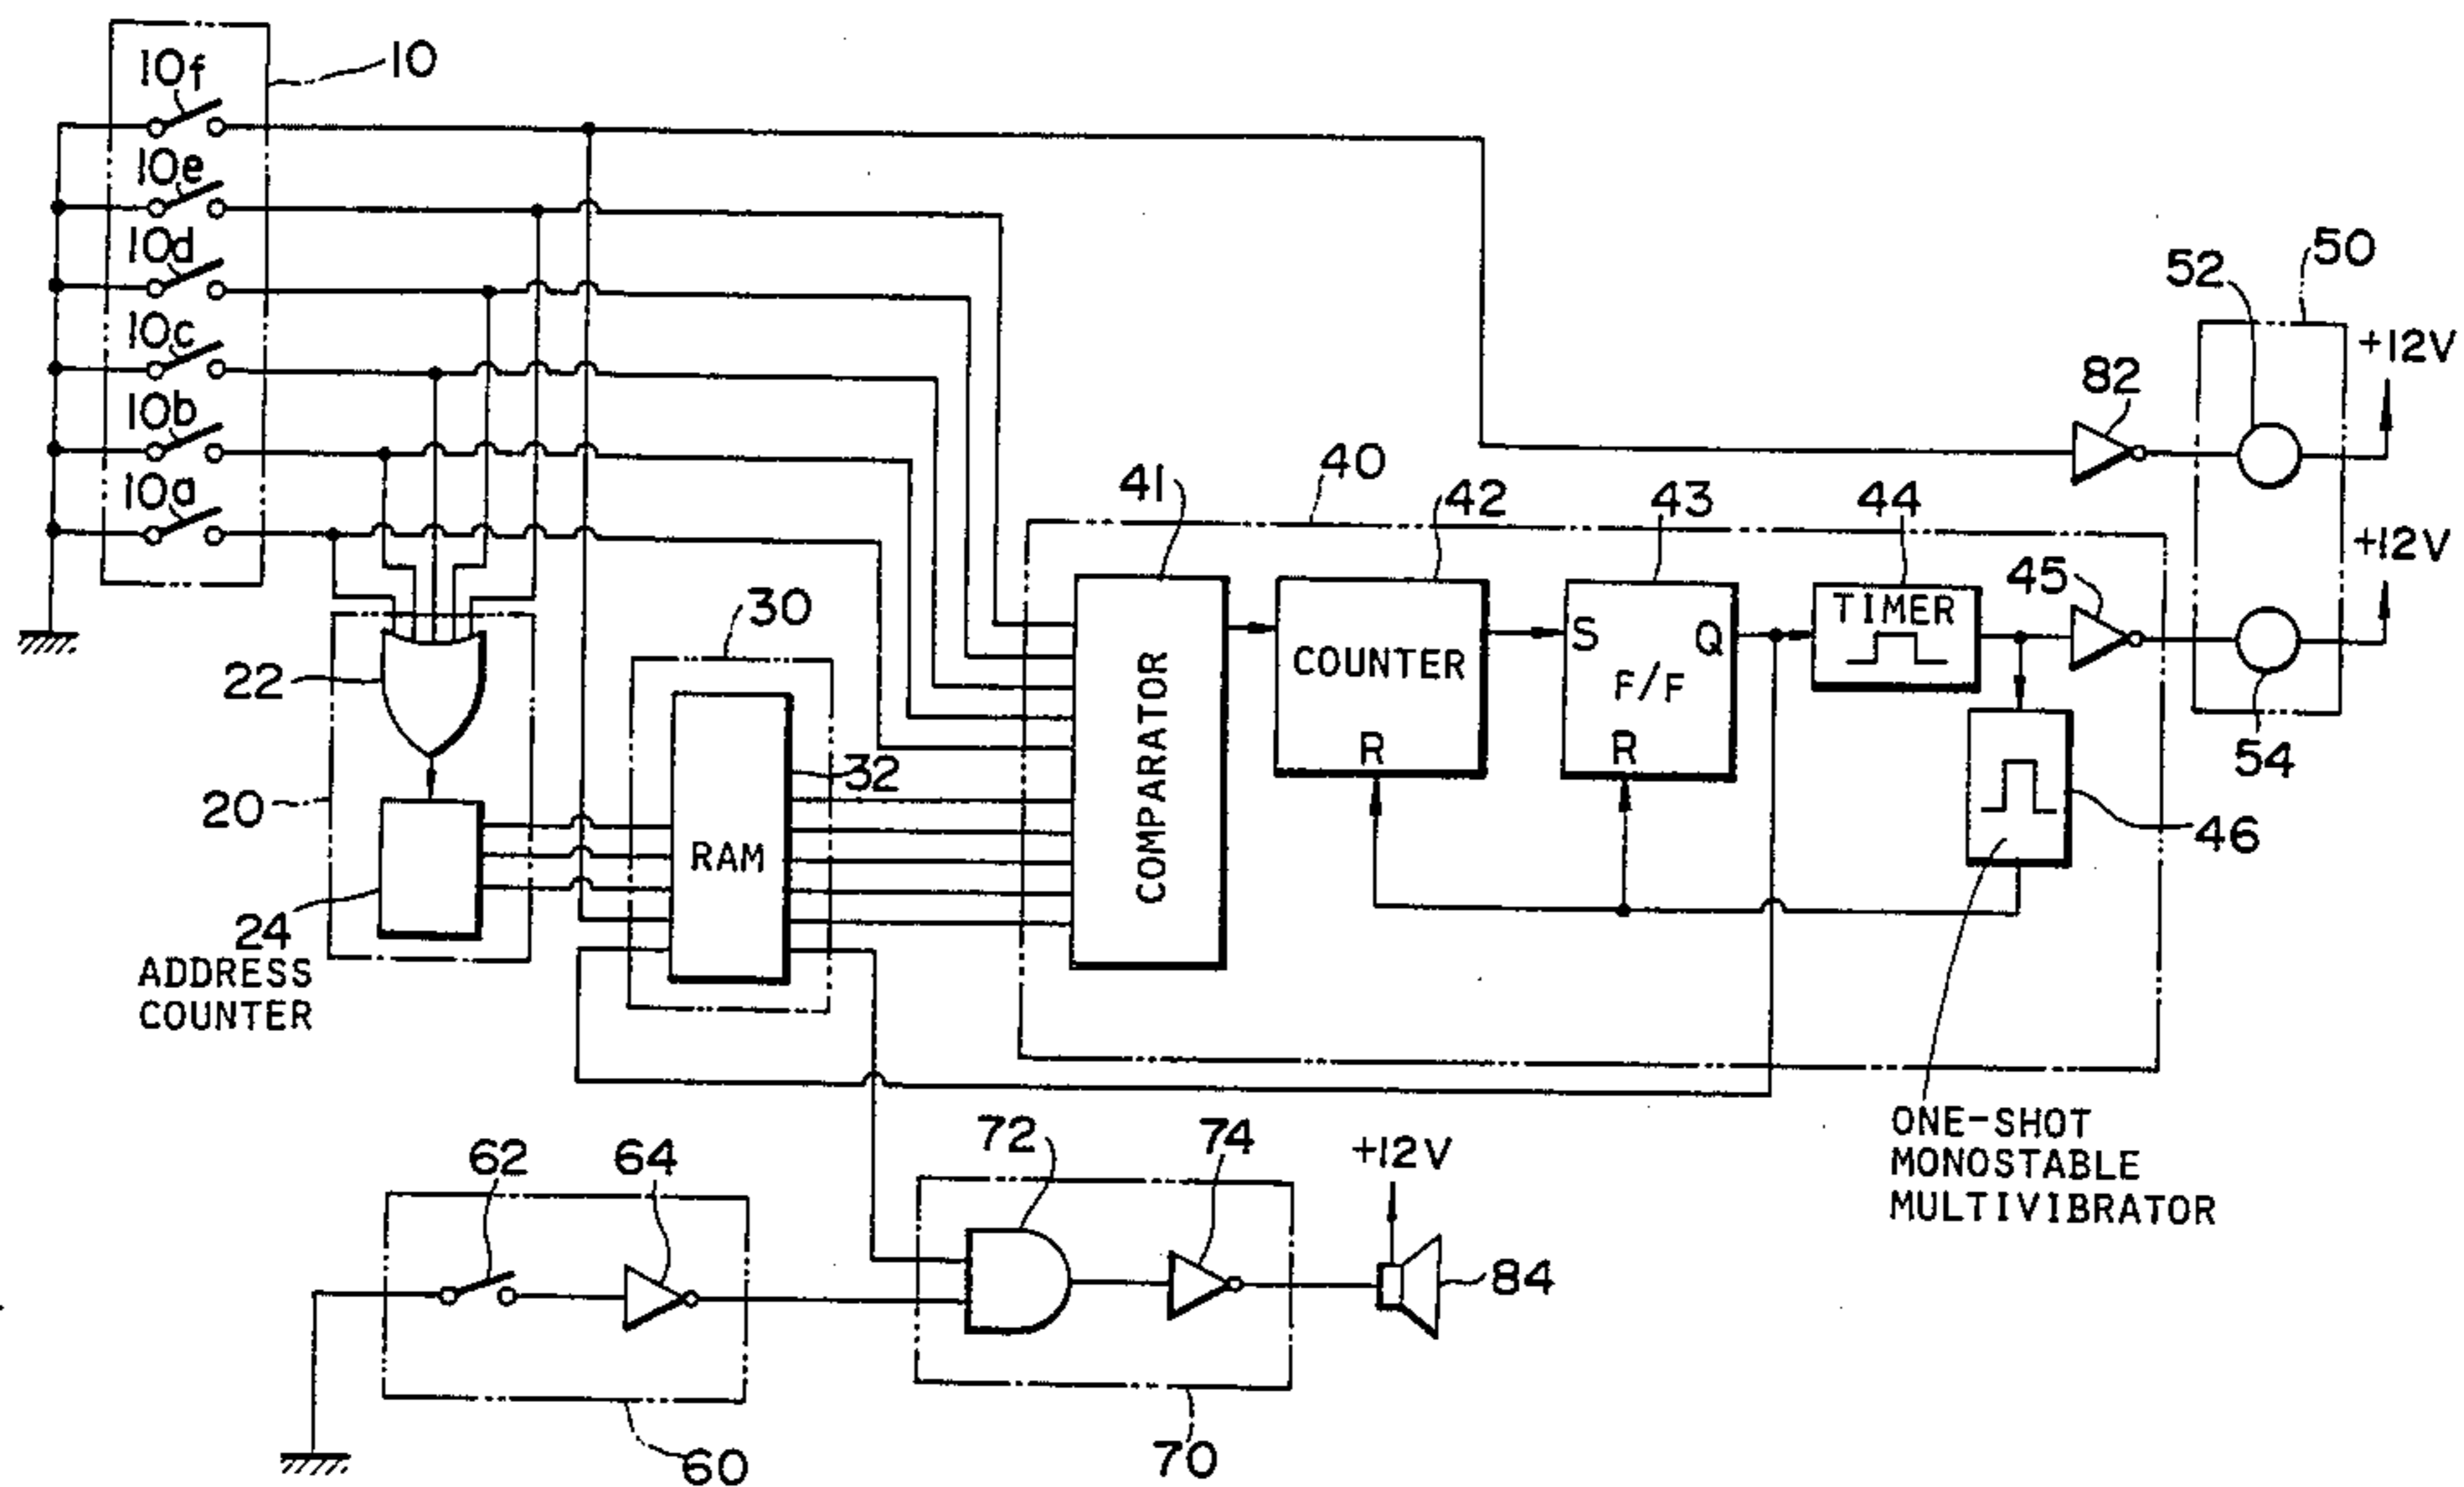 10f
10
10e
10d
10c
10b
10a
50
52
+12V
82
40
41
42
43
44
+12V
45
30
TIMER
22
S
Q
COUNTER
F/F
COMPARATOR
R
R
54
32
20
46
RAM
24
ADDRESS
COUNTER
ONE-SHOT
MONOSTABLE
MULTIVIBRATOR
62
64
72
74
+12V
84
60
70